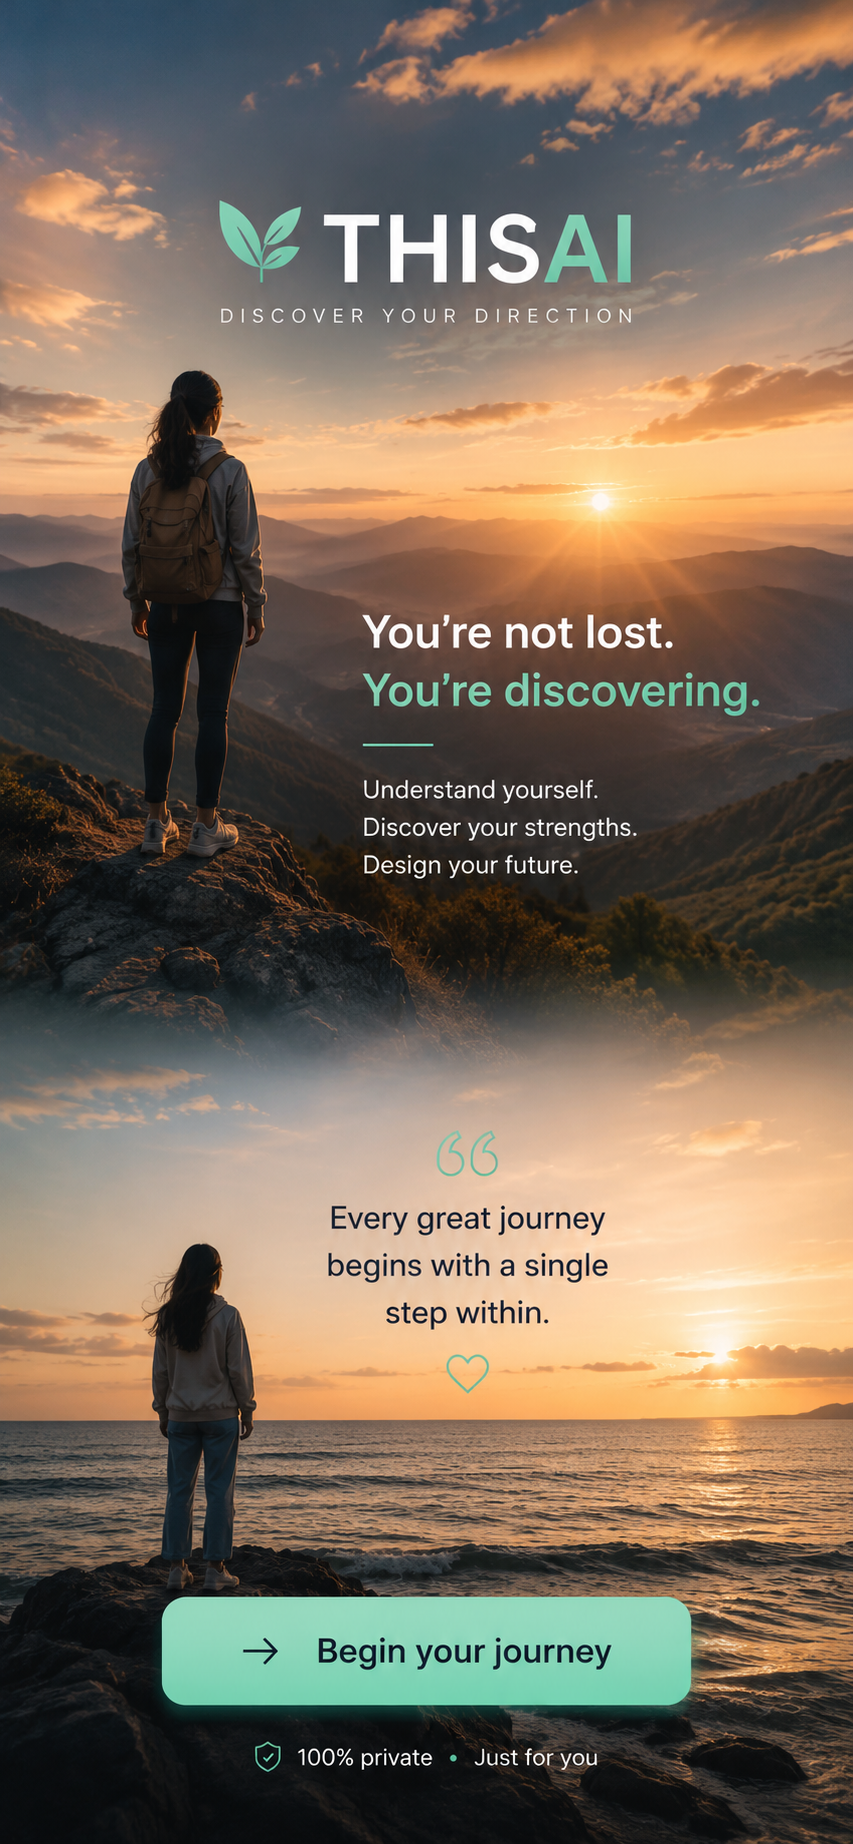 THISAI
DISCOVER YOUR DIRECTION
You’re not lost.
You’re discovering.
Understand yourself.
Discover your strengths.
Design your future.
Every great journey
begins with a single
step within.
Begin your journey
100% private • Just for you